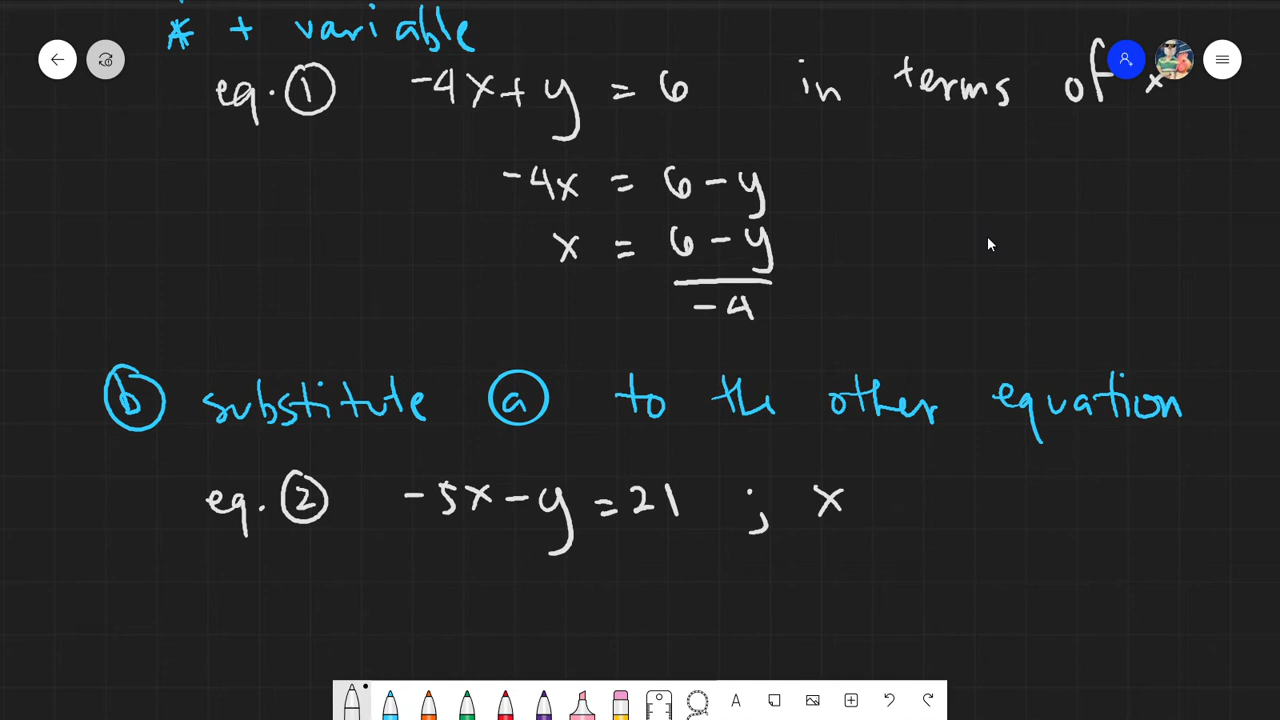 * + variable
eq. ① -4x + y = 6 in terms of x
-4x = 6 - y
x = 6 - y
-4
ⓑ substitute ⓐ to the other equation
eq. ② -5x - y = 21 ; x
A